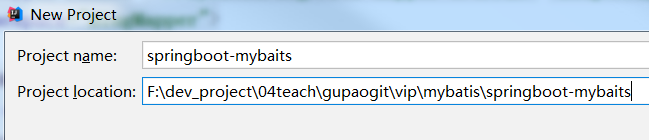 New Project
Project name: springboot-mybaits
Project location: F:\dev_project\04teach\gupaogit\vip\mybatis\springboot-mybaits